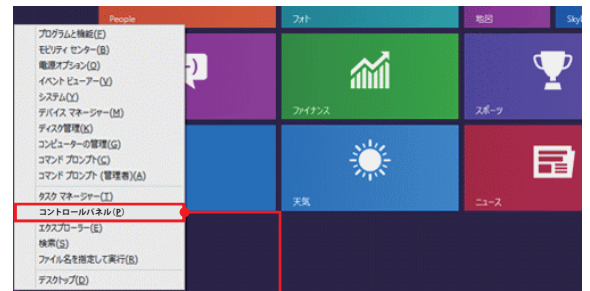 People
フォト
地図
Sky
プログラムと機能(F)
モビリティ センター(B)
電源オプション(O)
イベント ビューアー(V)
システム(Y)
デバイス マネージャー(M)
ディスク管理(K)
コンピューターの管理(G)
コマンド プロンプト(C)
コマンド プロンプト (管理者)(A)
タスク マネージャー(T)
コントロールパネル(P)
エクスプローラー(E)
検索(S)
ファイル名を指定して実行(R)
デスクトップ(D)
ファイナンス
スポーツ
天気
ニュース